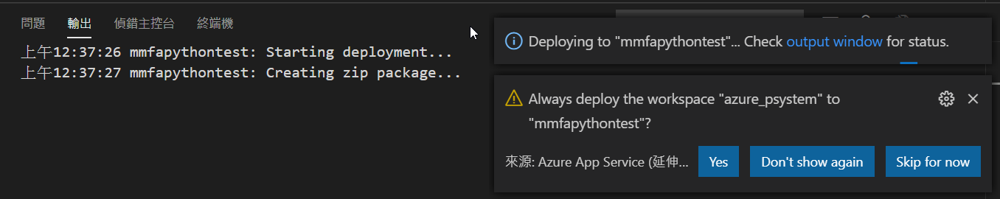 問題 輸出 偵錯主控台 終端機
上午12:37:26 mmfapythontest: Starting deployment...
上午12:37:27 mmfapythontest: Creating zip package...
Deploying to "mmfapythontest"... Check output window for status.
Always deploy the workspace "azure_psystem" to
"mmfapythontest"?
來源: Azure App Service (延伸...
Yes
Don't show again
Skip for now